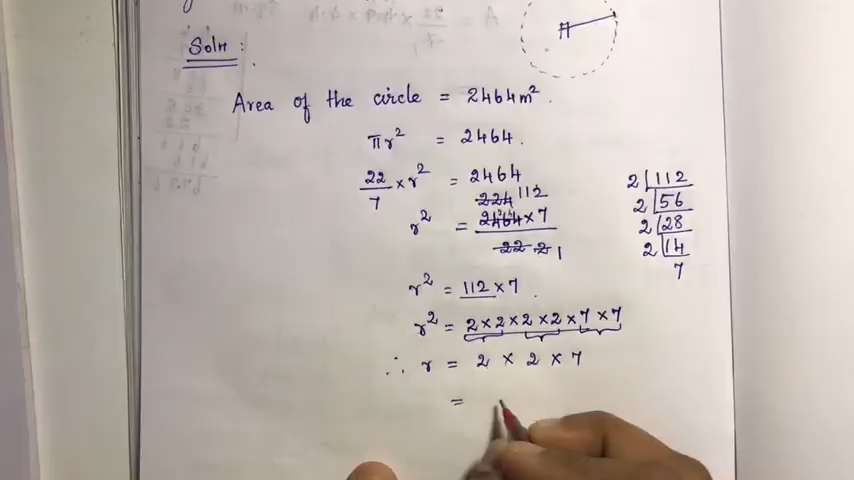 Soln :
Area of the circle = 2464m².
πr² = 2464.
22/7 × r² = 2464
224 112
r² = 2464 × 7 / 22 2 1
r² = 112 × 7.
r² = 2 × 2 × 2 × 2 × 7 × 7
∴ r = 2 × 2 × 7
=
2 112
2 56
2 28
2 14
7